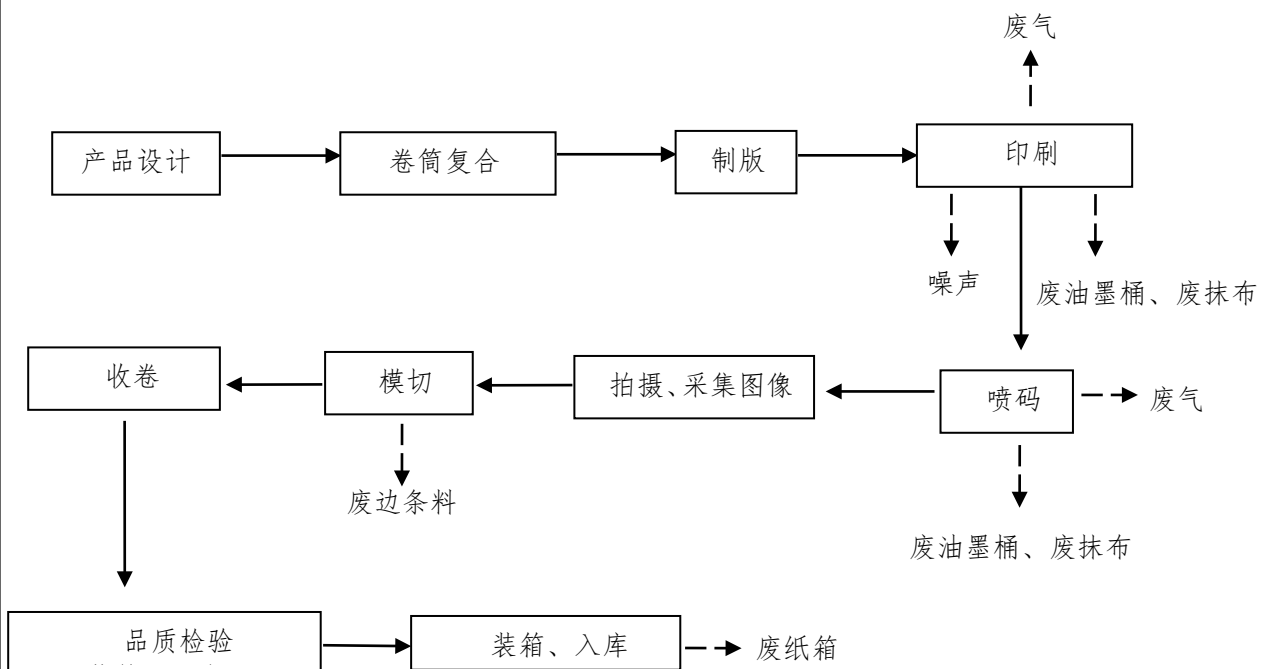 废气
产品设计
卷筒复合
制版
印刷
噪声
废油墨桶、废抹布
收卷
模切
拍摄、采集图像
喷码
废气
废边条料
废油墨桶、废抹布
品质检验
装箱、入库
废纸箱